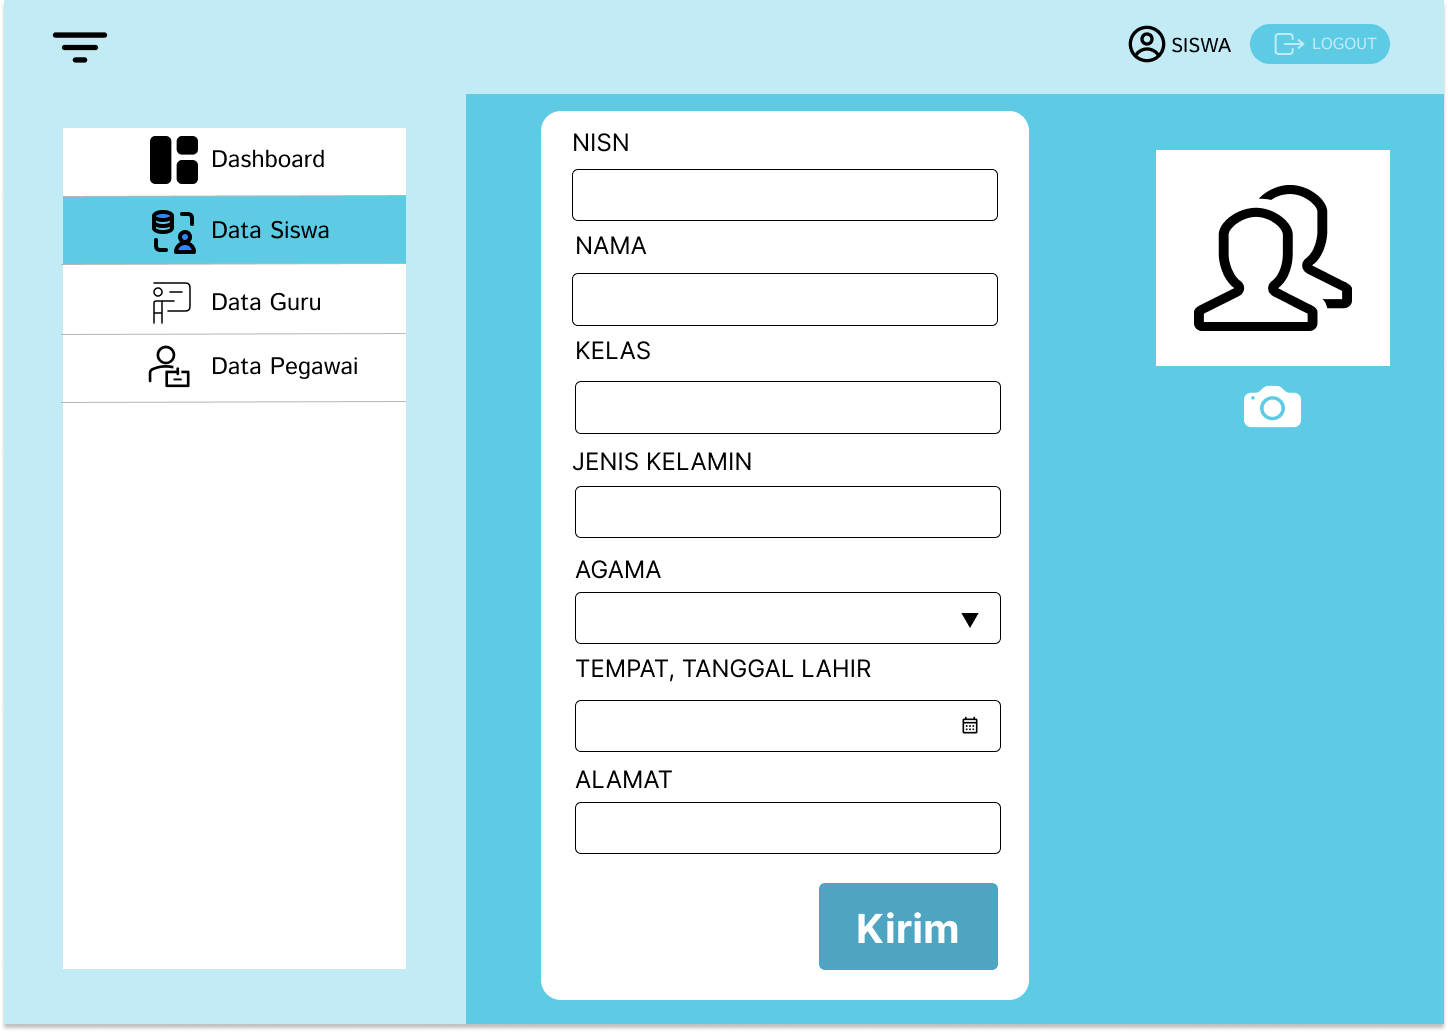 SISWA
LOGOUT
Dashboard
Data Siswa
Data Guru
Data Pegawai
NISN
NAMA
KELAS
JENIS KELAMIN
AGAMA
TEMPAT, TANGGAL LAHIR
ALAMAT
Kirim